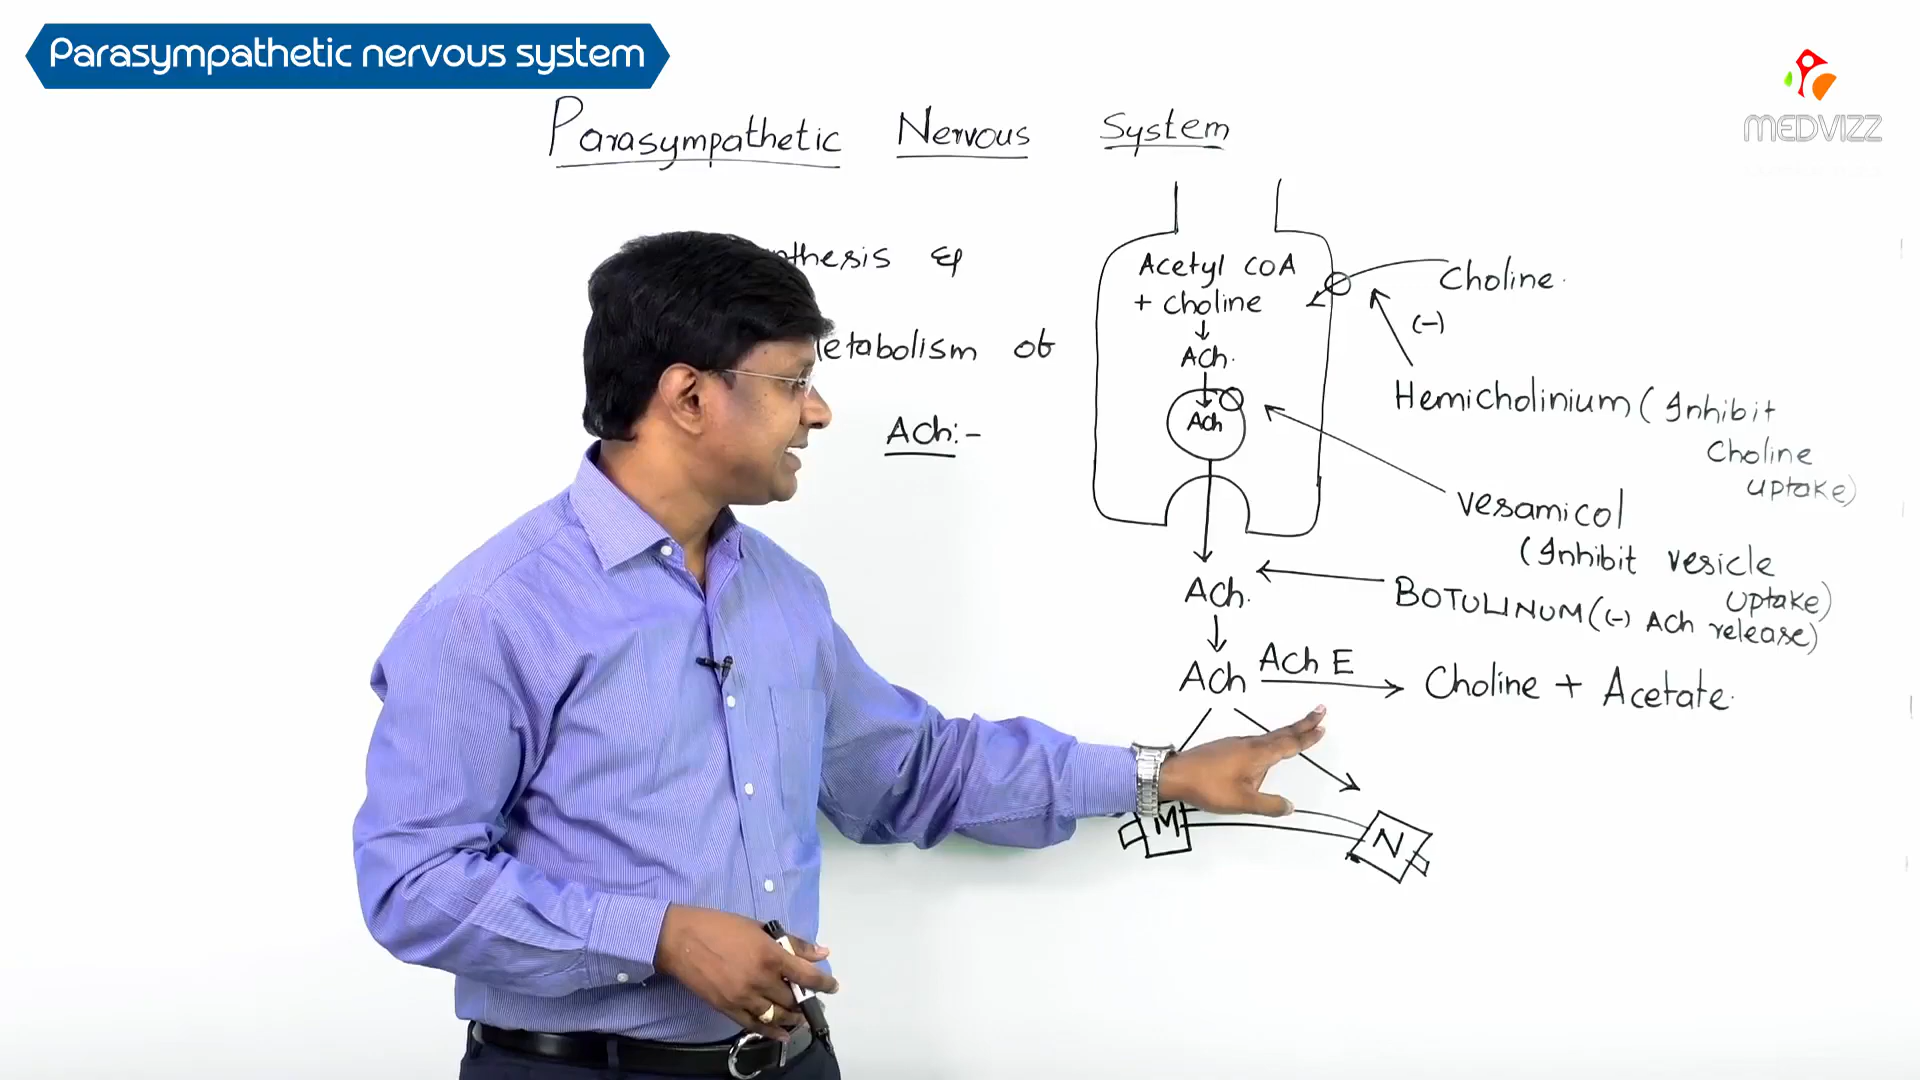 Parasympathetic nervous system
MEDVIZZ
Parasympathetic Nervous System
nthesis &
etabolism of
Ach:-
Acetyl COA
+ choline
Ach.
Ach
Choline.
(-)
Hemicholinium (Inhibit
Choline
uptake)
Vesamicol
(Inhibit vesicle
uptake)
BOTULINUM ((-) Ach release)
Ach.
Ach Ach E Choline + Acetate.
M
N